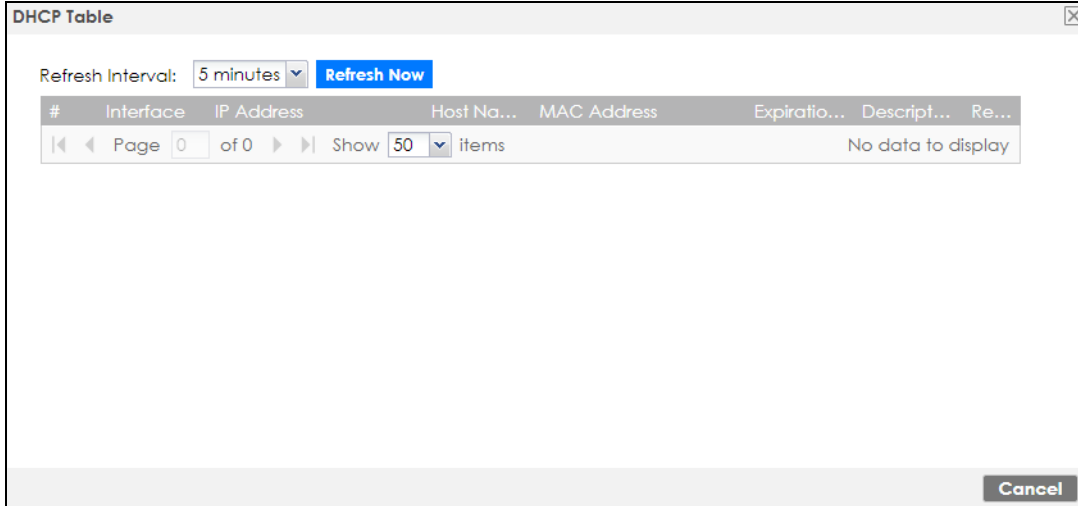 DHCP Table
Refresh Interval: 5 minutes Refresh Now
# Interface IP Address Host Na... MAC Address Expiratio... Descript... Re...
Page 0 of 0 Show 50 items No data to display
Cancel